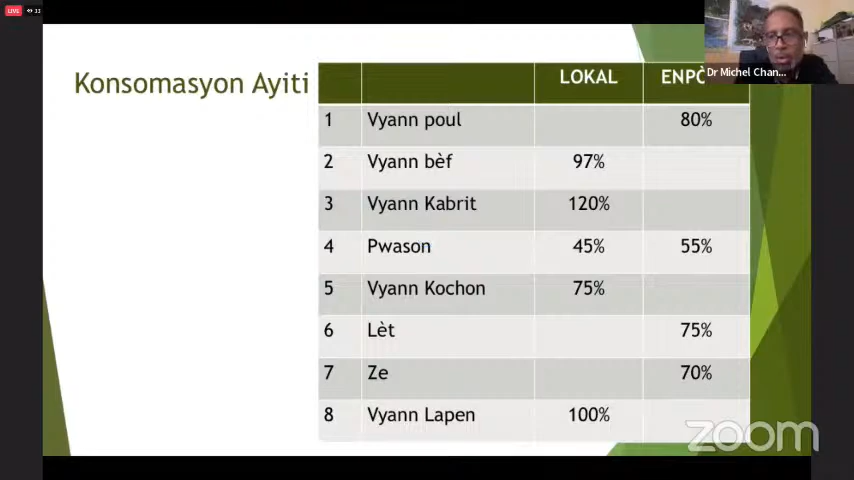 LIVE 33
Dr Michel Chan...
Konsomasyon Ayiti
LOKAL ENPÒ
1 Vyann poul 80%
2 Vyann bèf 97%
3 Vyann Kabrit 120%
4 Pwason 45% 55%
5 Vyann Kochon 75%
6 Lèt 75%
7 Ze 70%
8 Vyann Lapen 100%
zoom